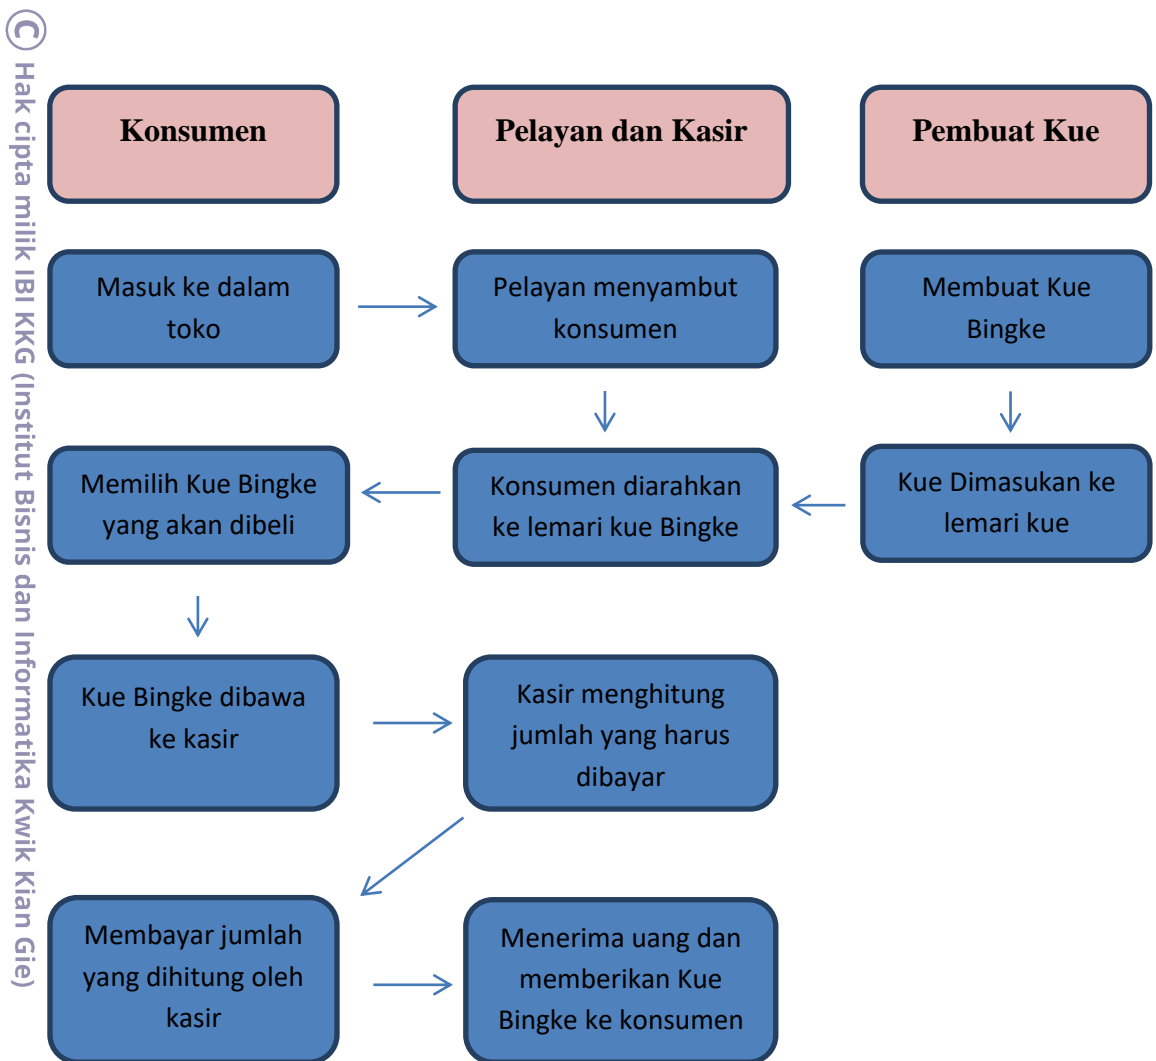 © Hak cipta milik IBI KKG (Institut Bisnis dan Informatika Kwik Kian Gie)
Konsumen
Pelayan dan Kasir
Pembuat Kue
Masuk ke dalam
toko
Pelayan menyambut
konsumen
Membuat Kue
Bingke
Memilih Kue Bingke
yang akan dibeli
Konsumen diarahkan
ke lemari kue Bingke
Kue Dimasukan ke
lemari kue
Kue Bingke dibawa
ke kasir
Kasir menghitung
jumlah yang harus
dibayar
Membayar jumlah
yang dihitung oleh
kasir
Menerima uang dan
memberikan Kue
Bingke ke konsumen